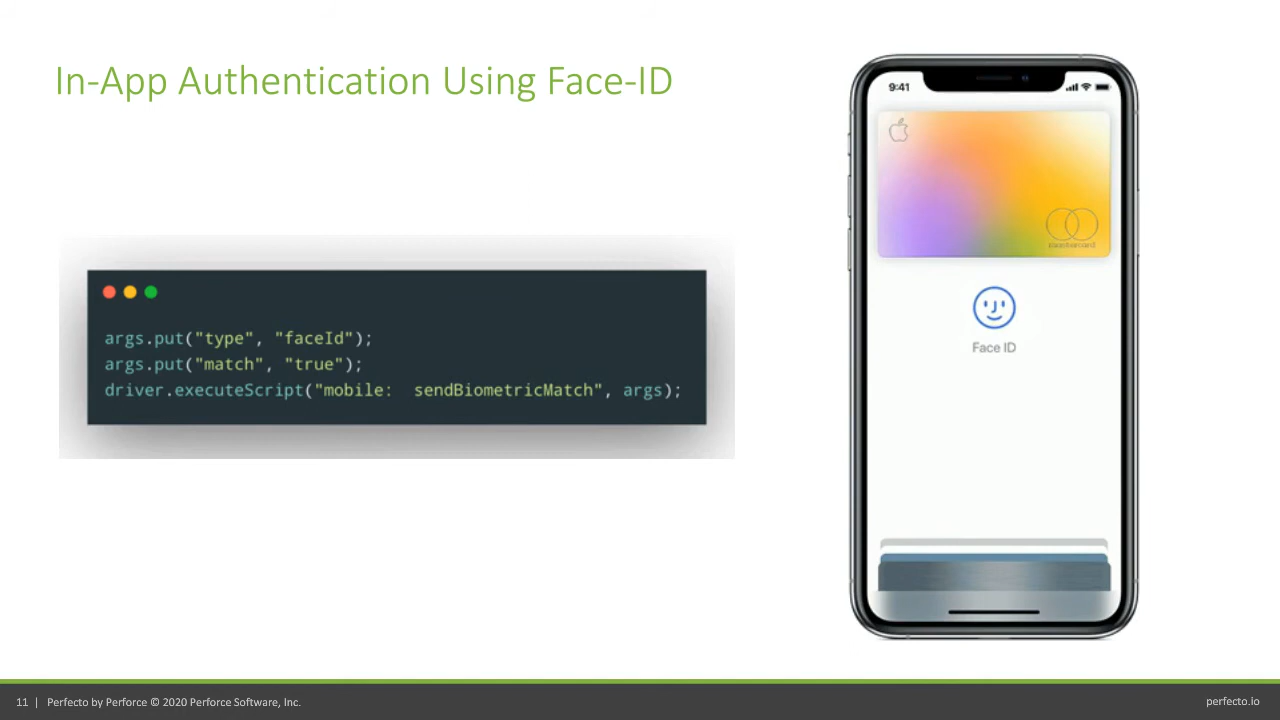 In-App Authentication Using Face-ID
args.put("type", "faceId");
args.put("match", "true");
driver.executeScript("mobile:  sendBiometricMatch", args);
9:41
mastercard
Face ID
11 | Perfecto by Perforce © 2020 Perforce Software, Inc.
perfecto.io